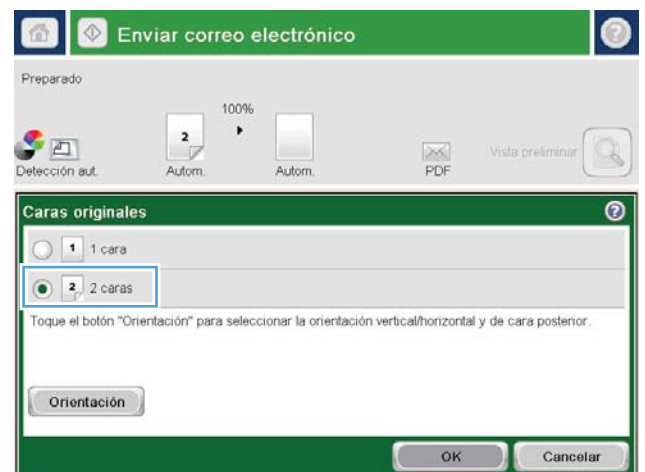 Enviar correo electrónico
Preparado
100%
2
Detección aut.
Autom.
Autom.
PDF
Vista preliminar
Caras originales
1 1 cara
2 2 caras
Toque el botón "Orientación" para seleccionar la orientación vertical/horizontal y de cara posterior.
Orientación
OK
Cancelar